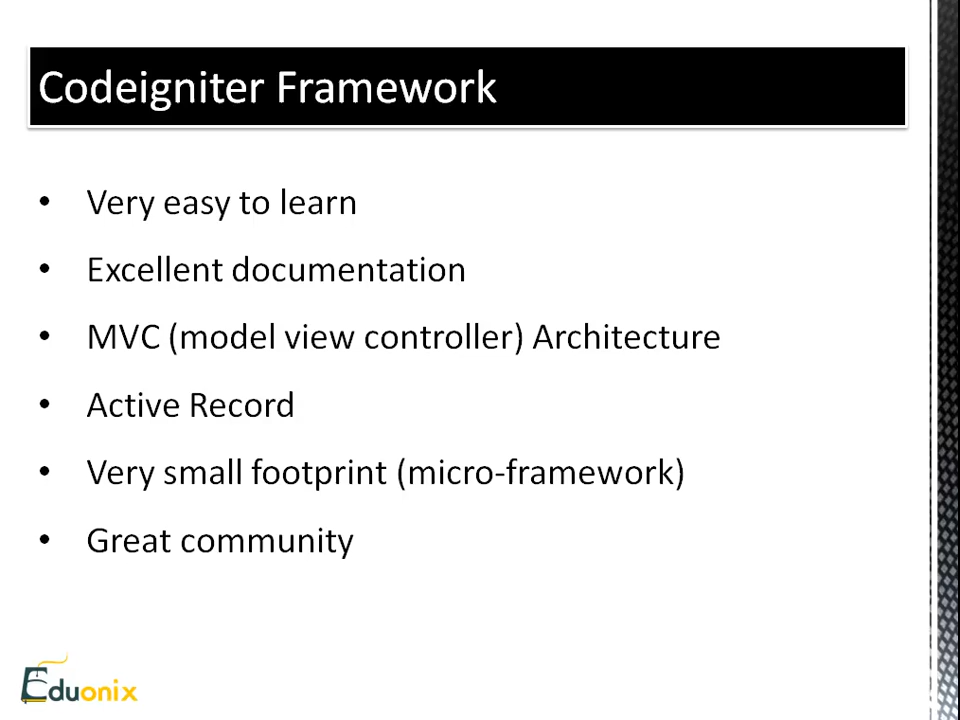 Codeigniter Framework
• Very easy to learn
• Excellent documentation
• MVC (model view controller) Architecture
• Active Record
• Very small footprint (micro-framework)
• Great community
Eduonix